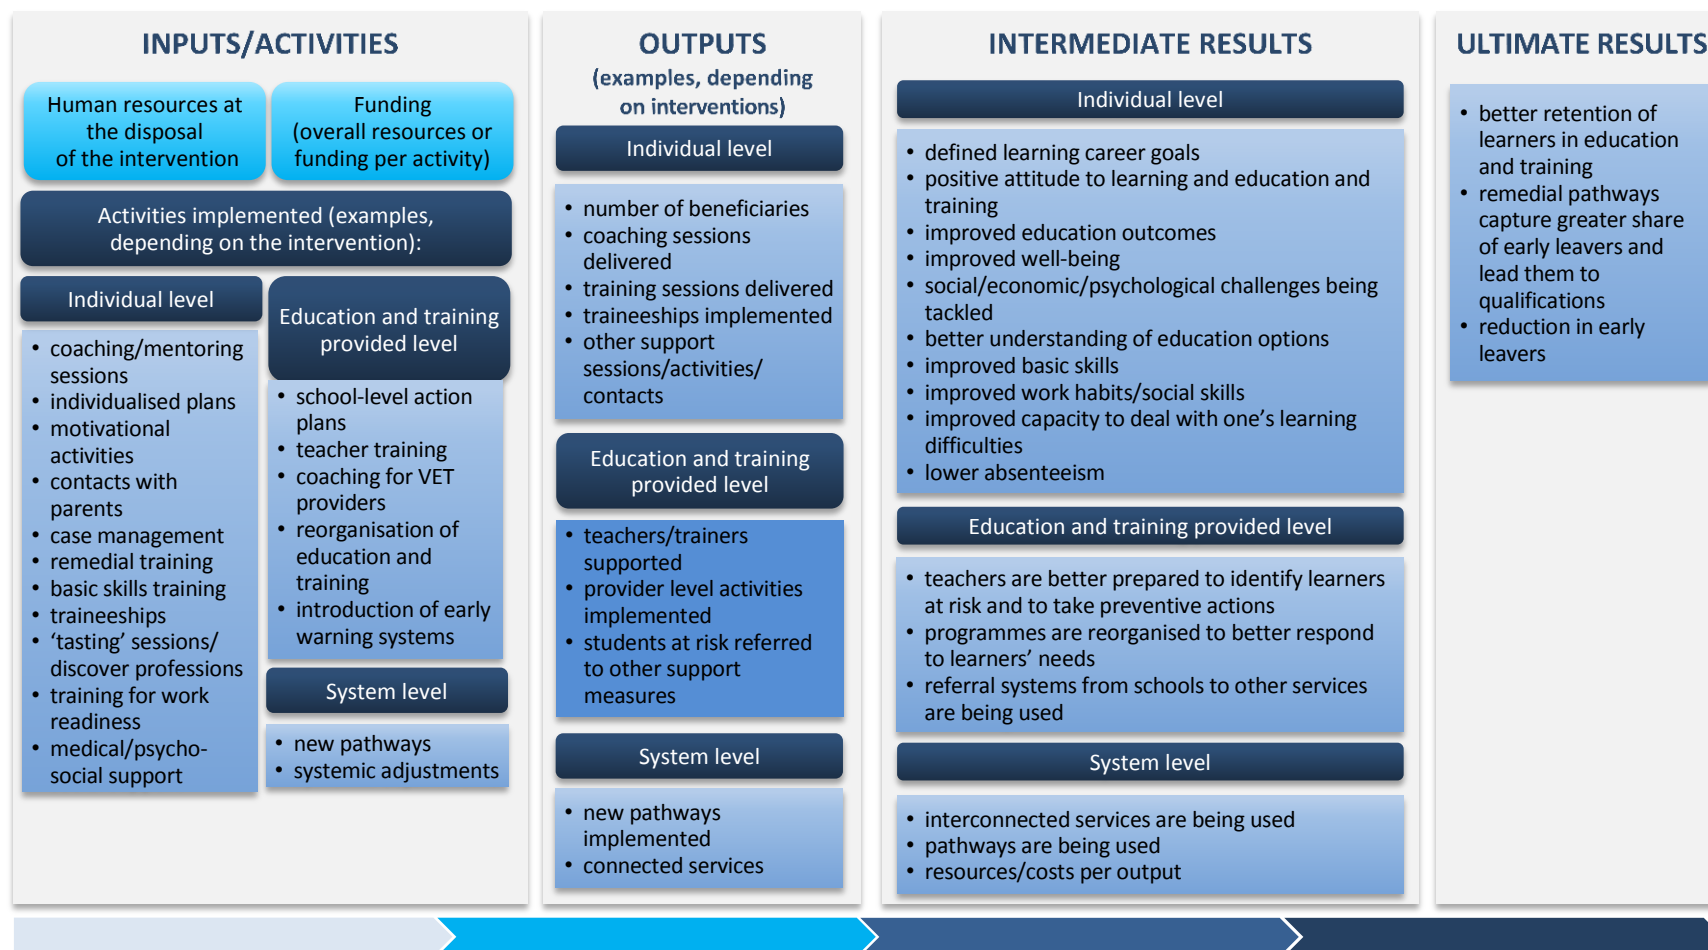 INPUTS/ACTIVITIES
Human resources at
the disposal
of the intervention
Funding
(overall resources or
funding per activity)
Activities implemented (examples,
depending on the intervention):
Individual level
• coaching/mentoring
sessions
• individualised plans
• motivational
activities
• contacts with
parents
• case management
• remedial training
• basic skills training
• traineeships
• ‘tasting’ sessions/
discover professions
• training for work
readiness
• medical/psycho-
social support
Education and training
provided level
• school-level action
plans
• teacher training
• coaching for VET
providers
• reorganisation of
education and
training
• introduction of early
warning systems
System level
• new pathways
• systemic adjustments
OUTPUTS
(examples, depending
on interventions)
Individual level
• number of beneficiaries
• coaching sessions
delivered
• training sessions delivered
• traineeships implemented
• other support
sessions/activities/
contacts
Education and training
provided level
• teachers/trainers
supported
• provider level activities
implemented
• students at risk referred
to other support
measures
System level
• new pathways
implemented
• connected services
INTERMEDIATE RESULTS
Individual level
• defined learning career goals
• positive attitude to learning and education and
training
• improved education outcomes
• improved well-being
• social/economic/psychological challenges being
tackled
• better understanding of education options
• improved basic skills
• improved work habits/social skills
• improved capacity to deal with one’s learning
difficulties
• lower absenteeism
Education and training provided level
• teachers are better prepared to identify learners
at risk and to take preventive actions
• programmes are reorganised to better respond
to learners’ needs
• referral systems from schools to other services
are being used
System level
• interconnected services are being used
• pathways are being used
• resources/costs per output
ULTIMATE RESULTS
• better retention of
learners in education
and training
• remedial pathways
capture greater share
of early leavers and
lead them to
qualifications
• reduction in early
leavers